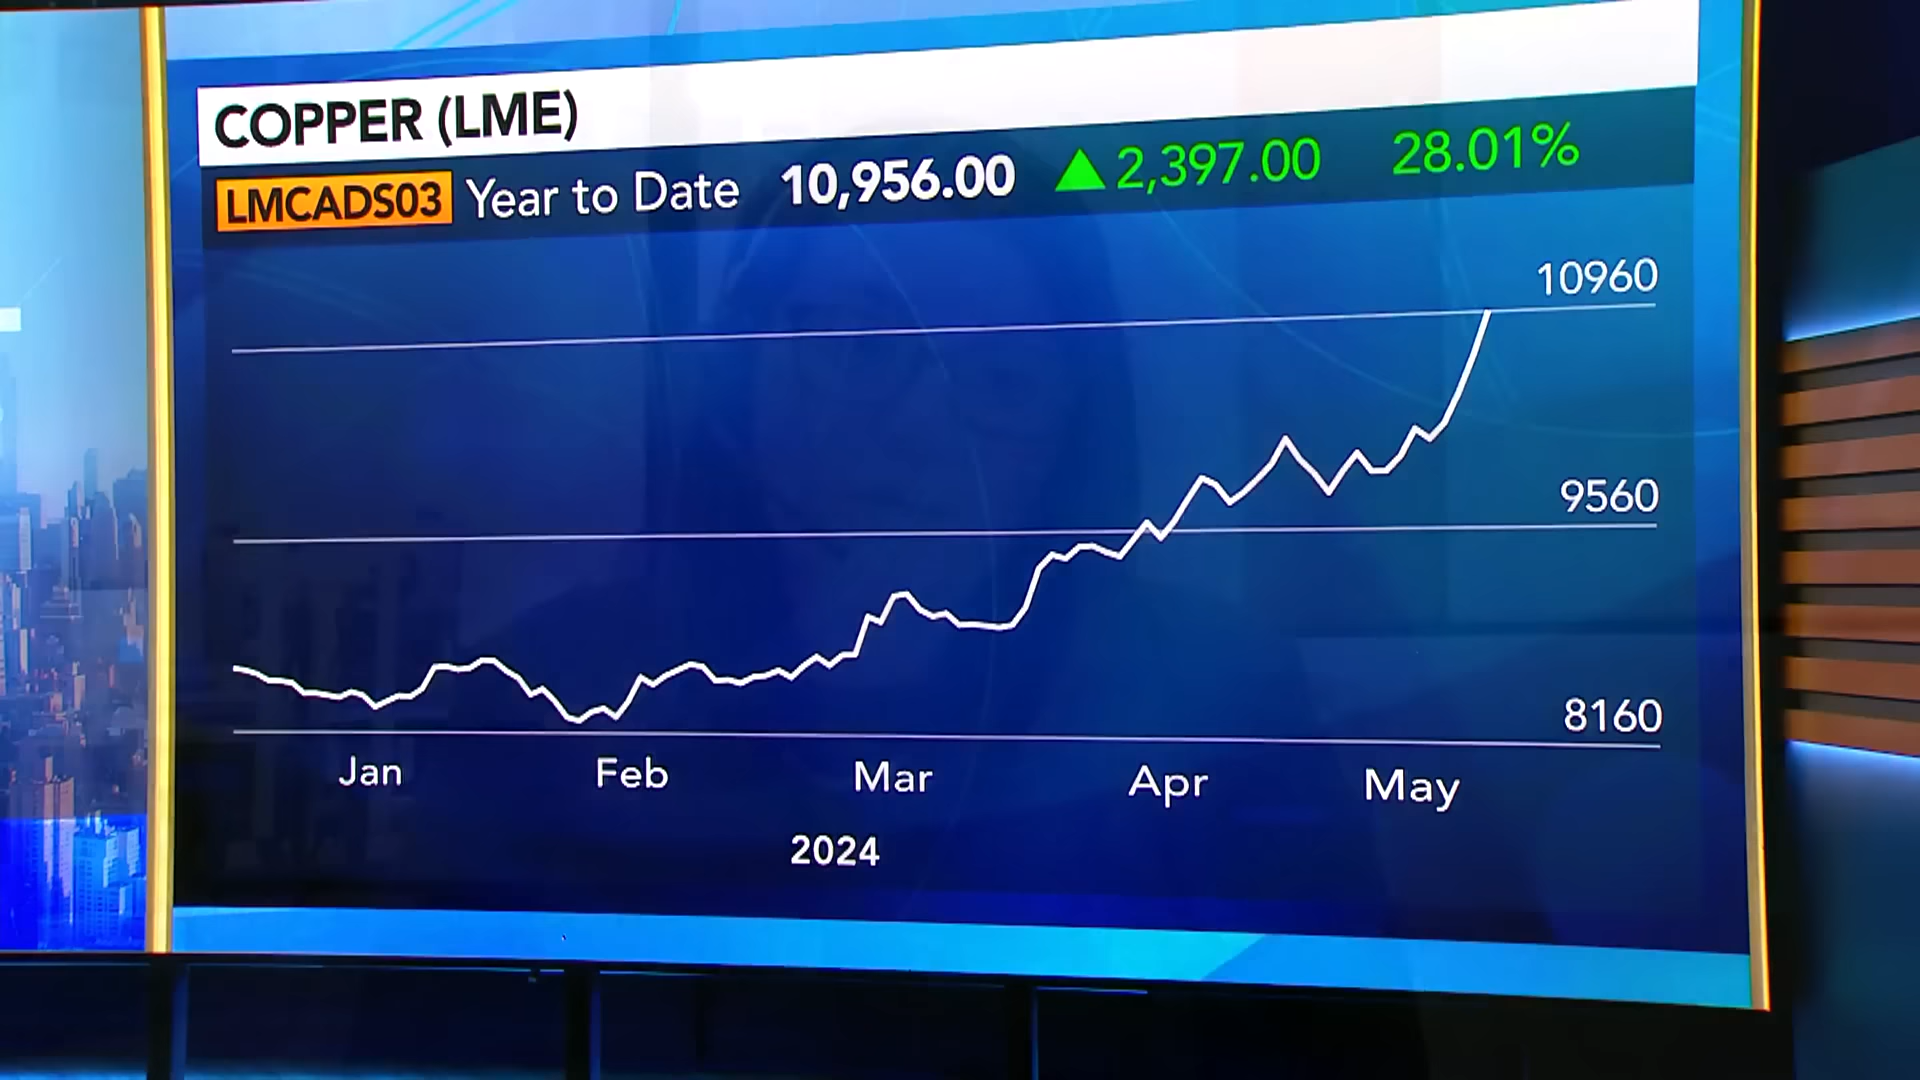 COPPER (LME)
LMCADS03 Year to Date 10,956.00 ▲2,397.00 28.01%
10960
9560
8160
Jan Feb Mar Apr May
2024